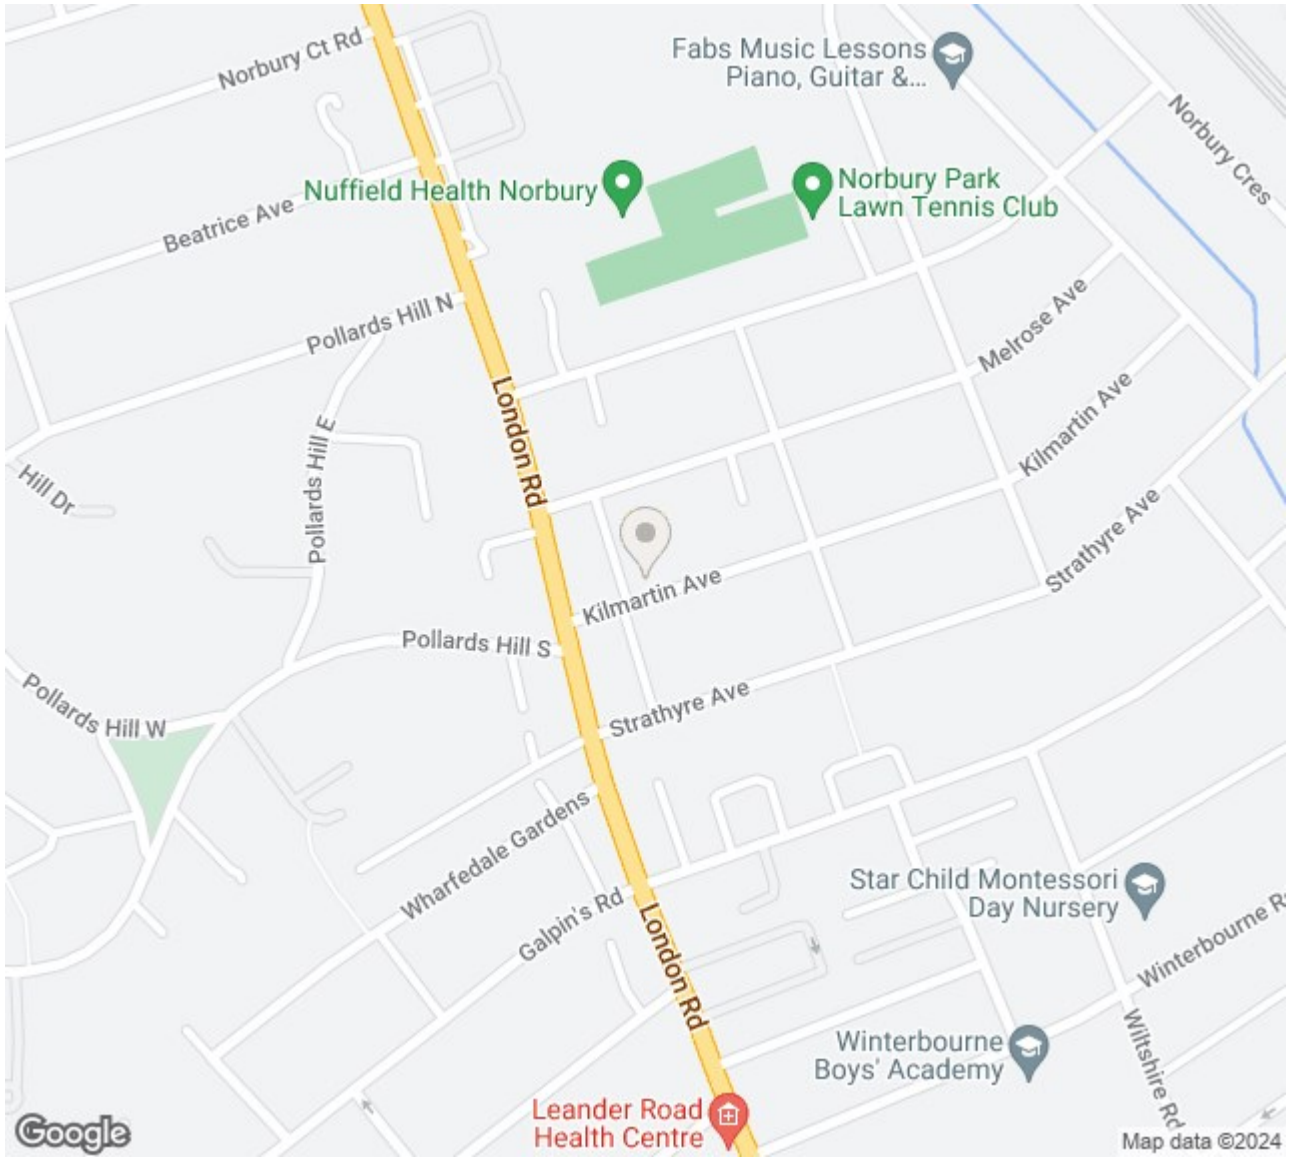 Norbury Ct Rd
Fabs Music Lessons
Piano, Guitar &...
Norbury Cres
Nuffield Health Norbury
Norbury Park
Lawn Tennis Club
Beatrice Ave
Pollards Hill N
Melrose Ave
London Rd
Kilmartin Ave
Pollards Hill E
Hill Dr
Strathyre Ave
Kilmartin Ave
Pollards Hill S
Pollards Hill W
Strathyre Ave
Wharfedale Gardens
Galpin's Rd
Star Child Montessori
Day Nursery
London Rd
Winterbourne R
Winterbourne
Boys' Academy
Wiltshire Rd
Leander Road
Health Centre
Google
Map data ©2024